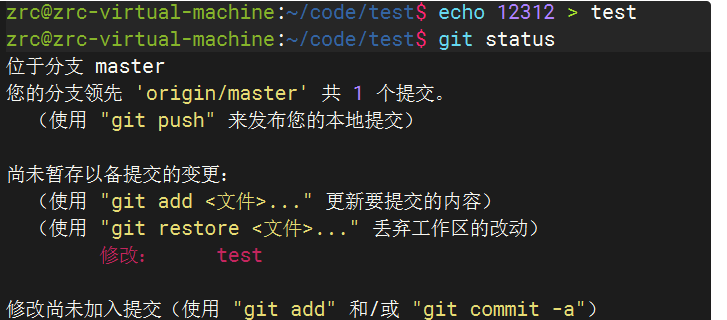 zrc@zrc-virtual-machine:~/code/test$ echo 12312 > test
zrc@zrc-virtual-machine:~/code/test$ git status
位于分支 master
您的分支领先 'origin/master' 共 1 个提交。
  （使用 "git push" 来发布您的本地提交）

尚未暂存以备提交的变更：
  （使用 "git add <文件>..." 更新要提交的内容）
  （使用 "git restore <文件>..." 丢弃工作区的改动）
        修改：     test

修改尚未加入提交（使用 "git add" 和/或 "git commit -a"）